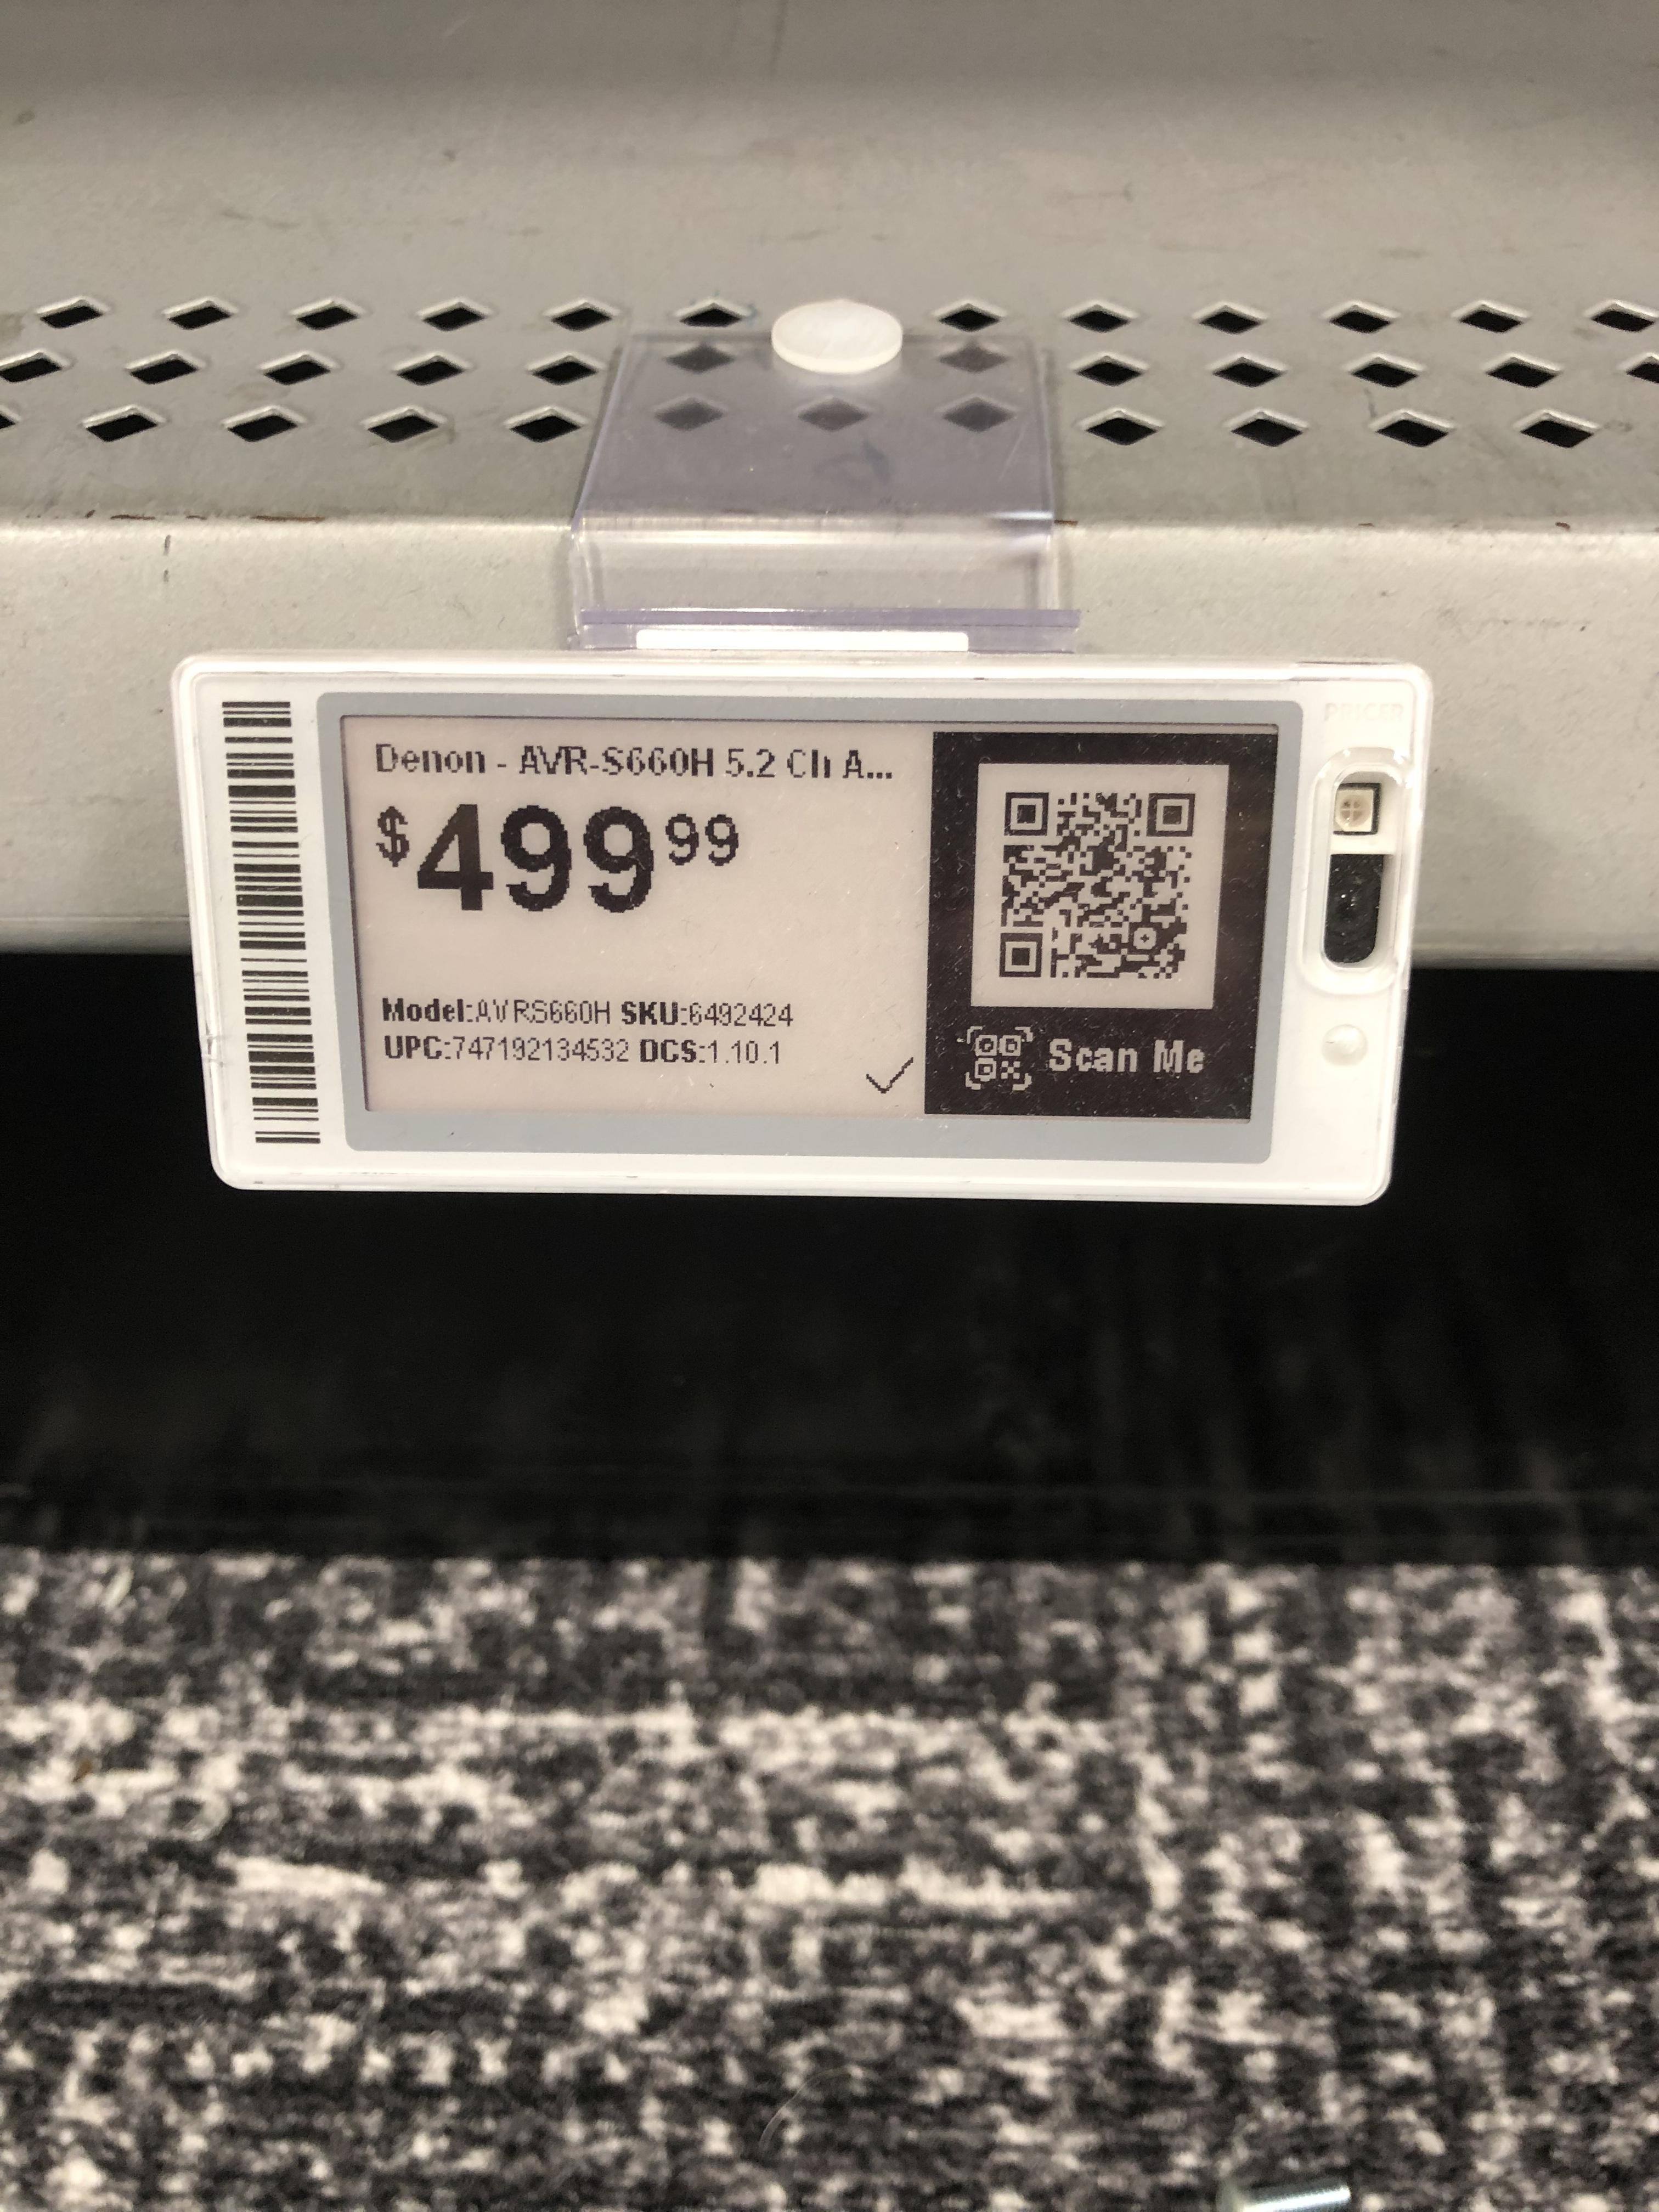 PRICER
Denon - AVR-S660H 5.2 Ch A...
$499 99
Model:AVRS660H SKU:6492424
UPC:747192134532 DCS:1.10.1
Scan Me